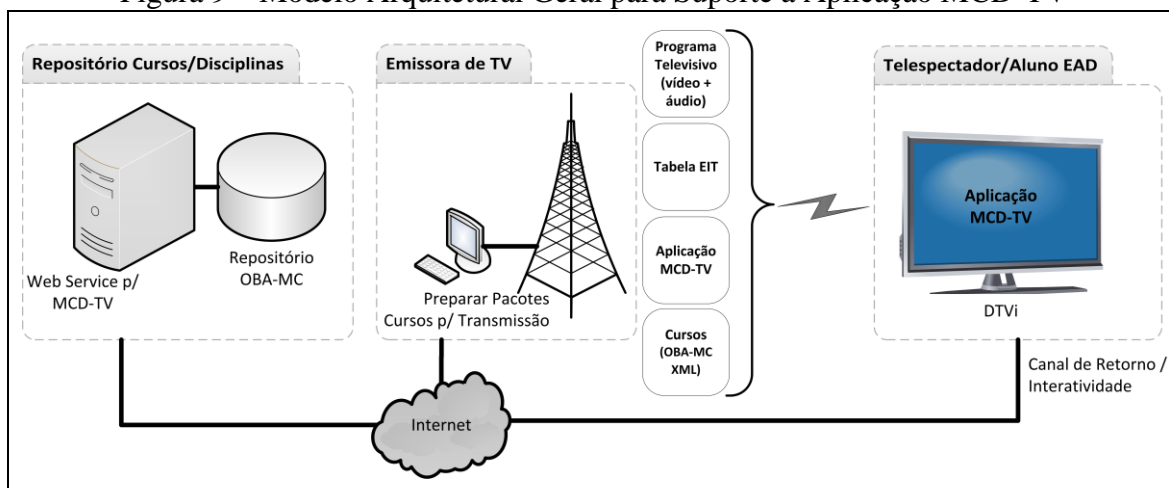 Figura 9 – Modelo Arquitetural Geral para Suporte a Aplicação MCD-TV
Repositório Cursos/Disciplinas
Web Service p/
MCD-TV
Repositório
OBA-MC
Emissora de TV
Preparar Pacotes
Cursos p/ Transmissão
Programa
Televisivo
(vídeo +
áudio)
Tabela EIT
Aplicação
MCD-TV
Cursos
(OBA-MC
XML)
Telespectador/Aluno EAD
Aplicação
MCD-TV
DTVi
Canal de Retorno /
Interatividade
Internet